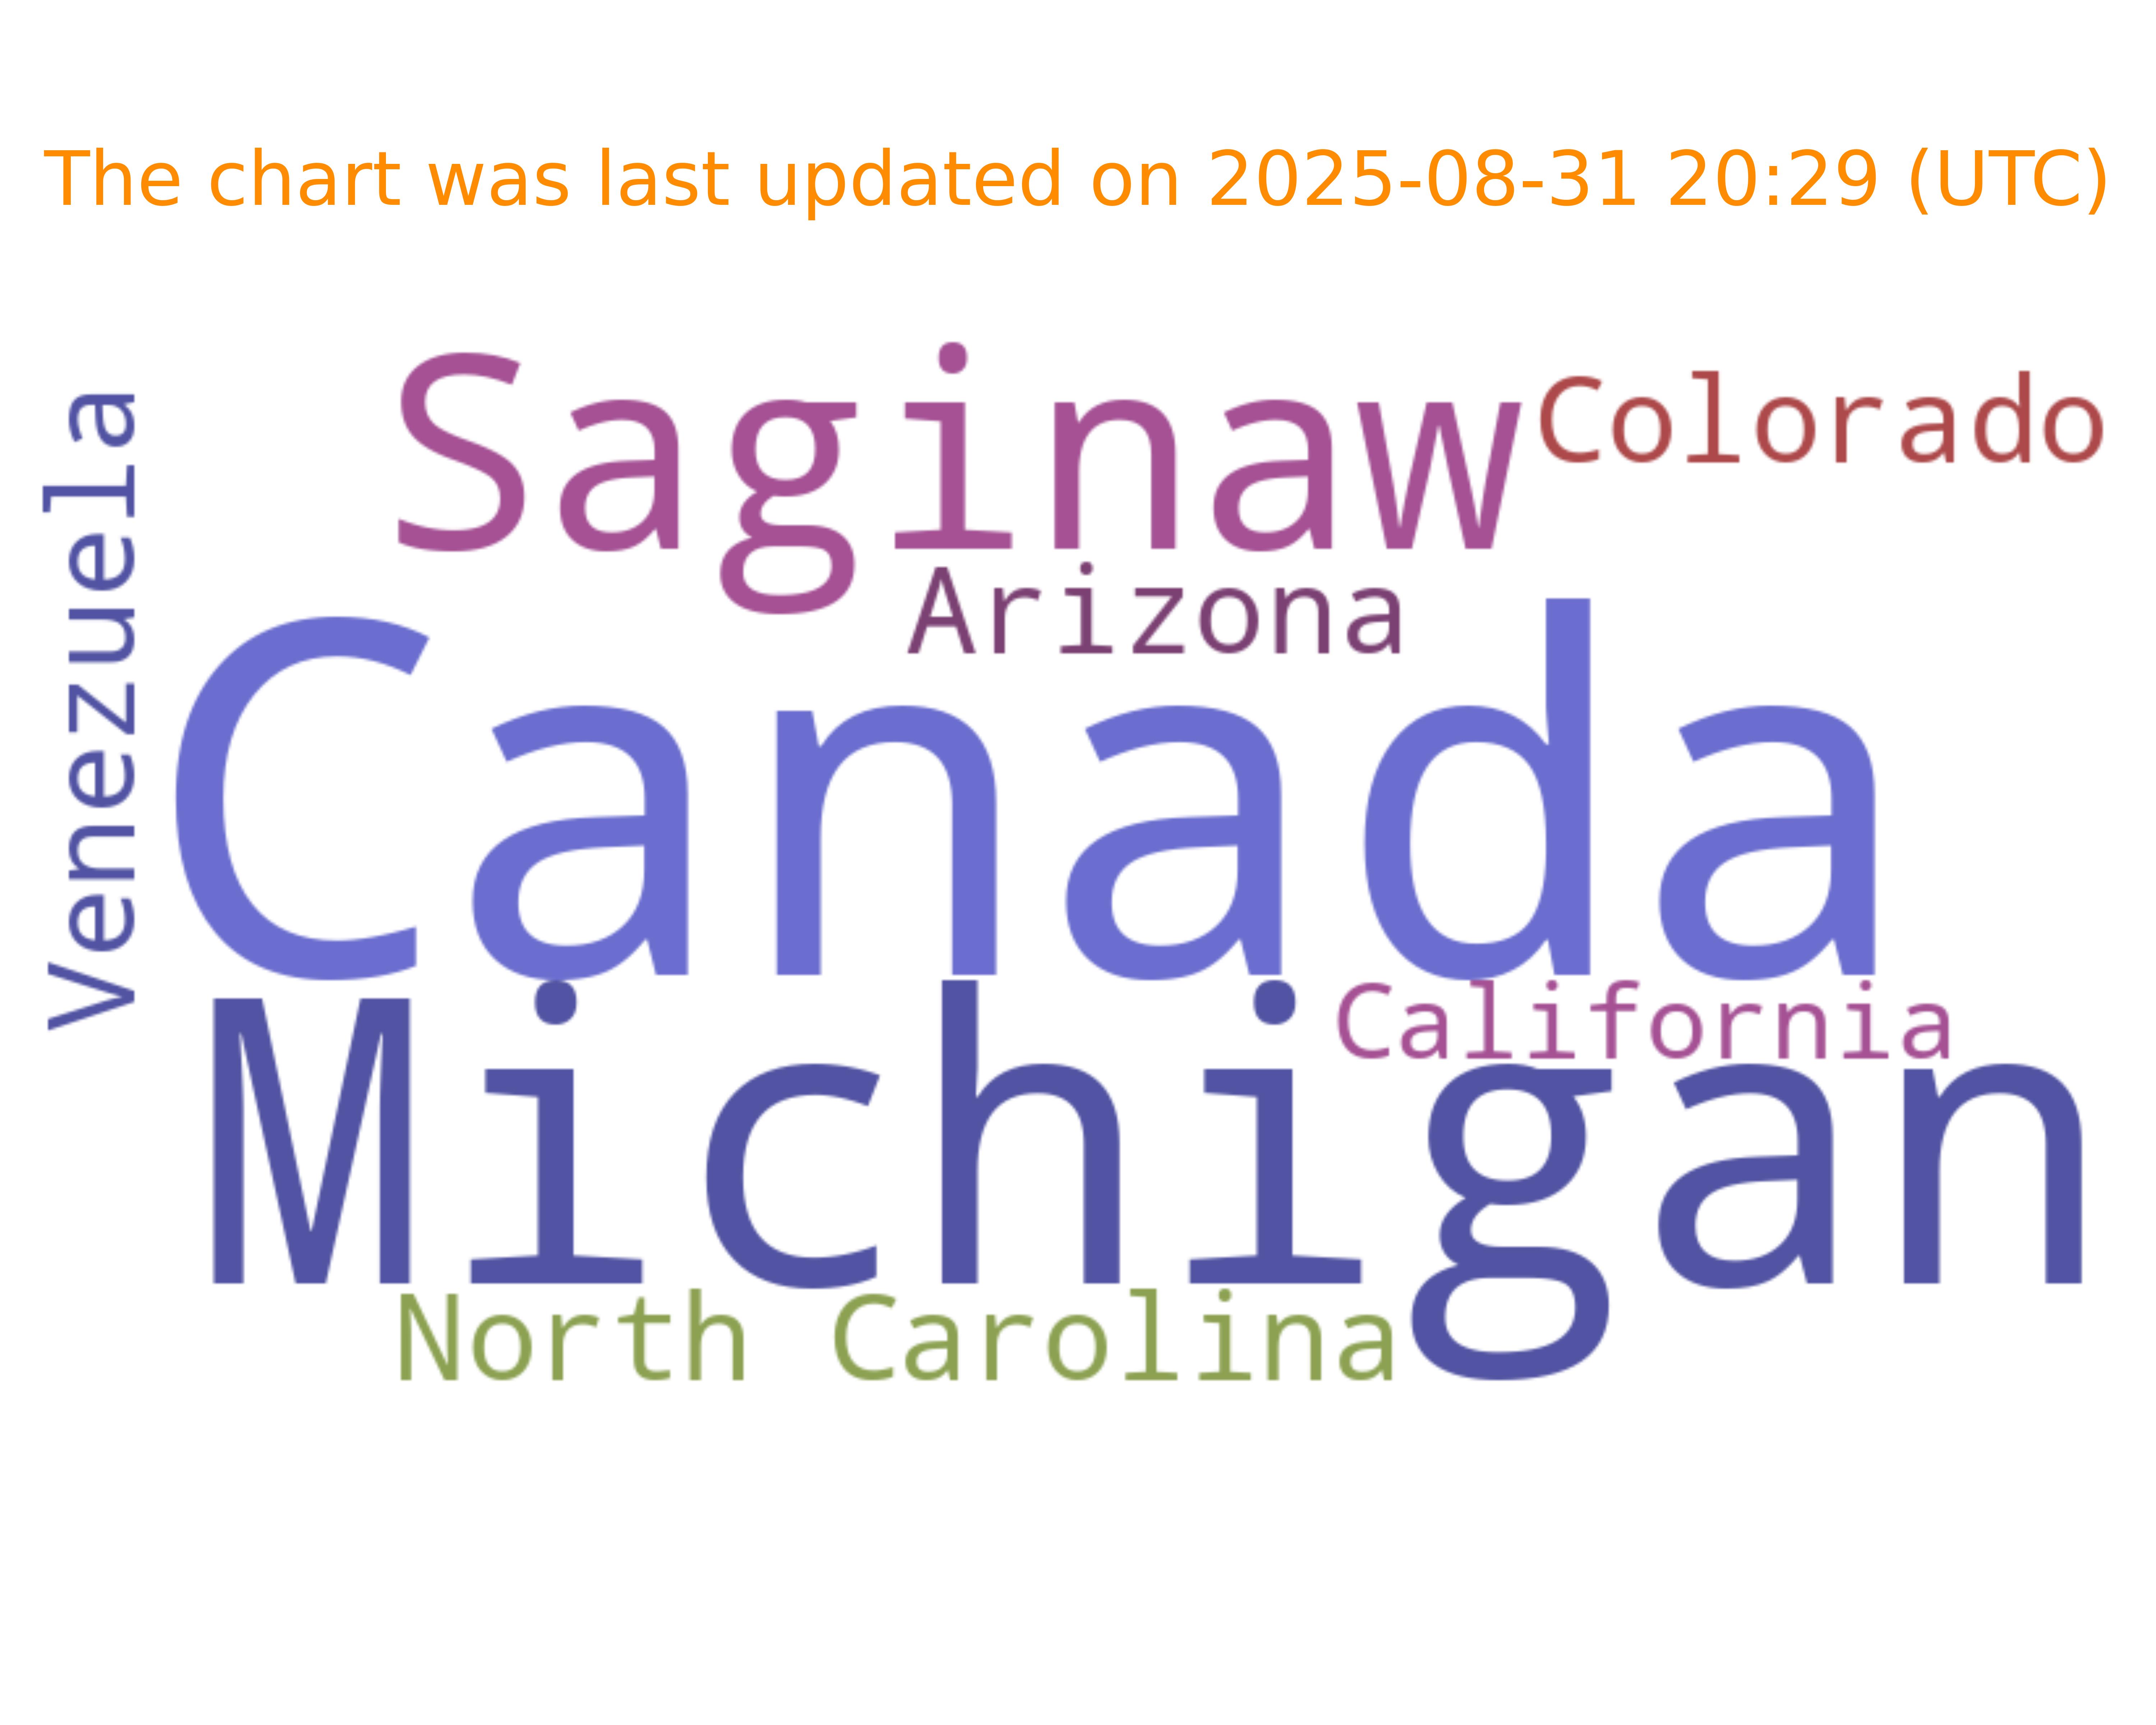 The chart was last updated on 2025-08-31 20:29 (UTC)
Saginaw
Colorado
Arizona
Venezuela
Canada
California
Michigan
North Carolina